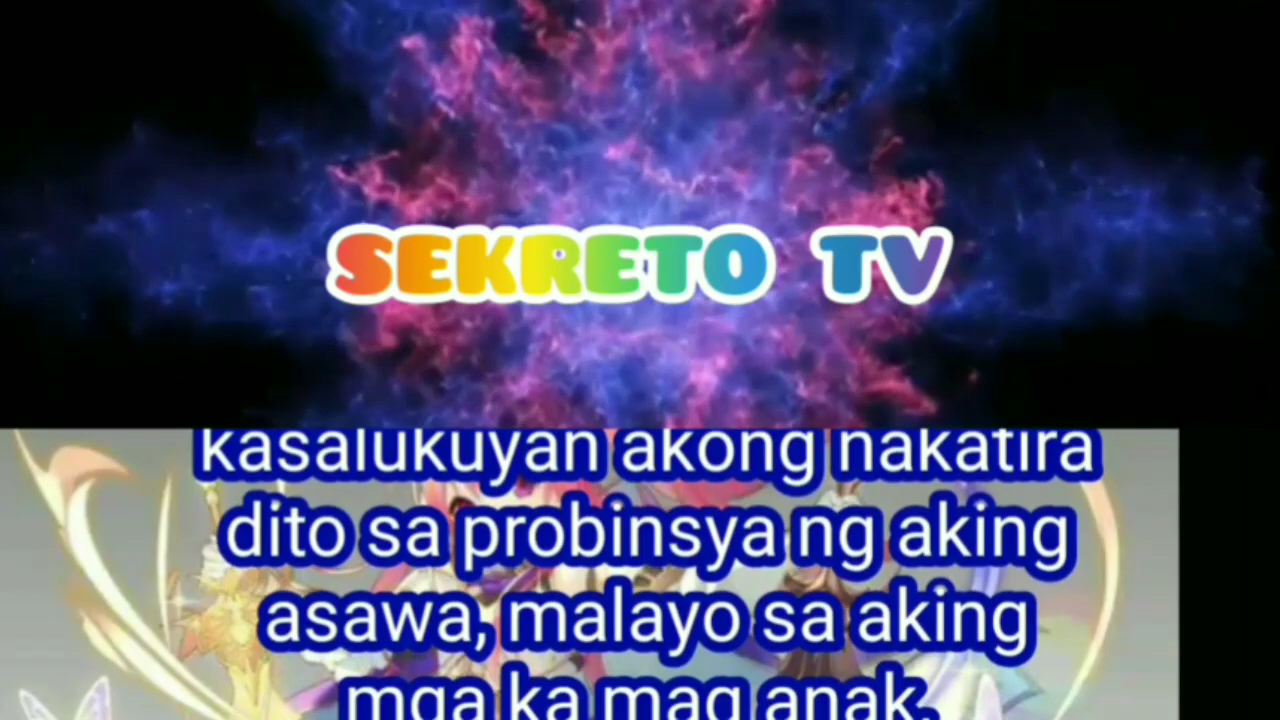 SEKRETO TV
kasalukuyan akong nakatira
dito sa probinsya ng aking
asawa, malayo sa aking
mga ka mag anak.